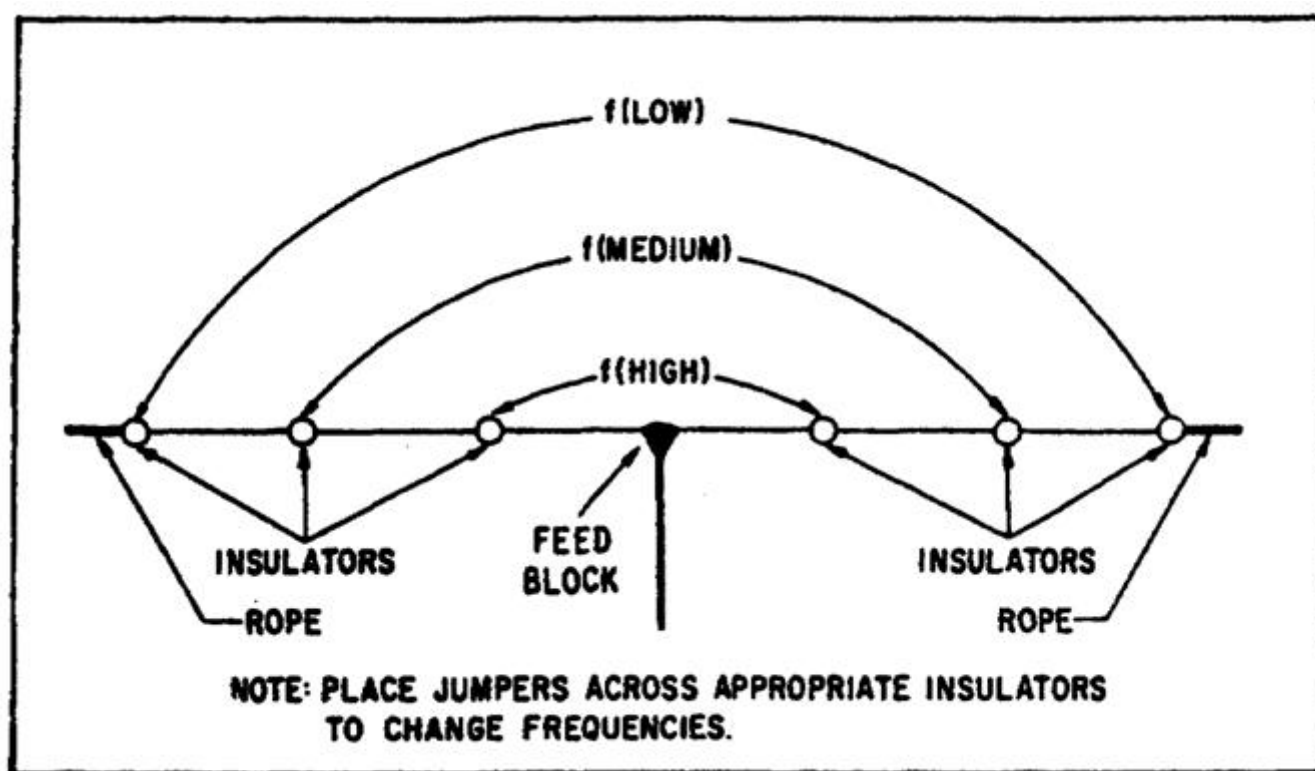 f(LOW)
f(MEDIUM)
f(HIGH)
INSULATORS
FEED
BLOCK
INSULATORS
ROPE
ROPE
NOTE: PLACE JUMPERS ACROSS APPROPRIATE INSULATORS
TO CHANGE FREQUENCIES.